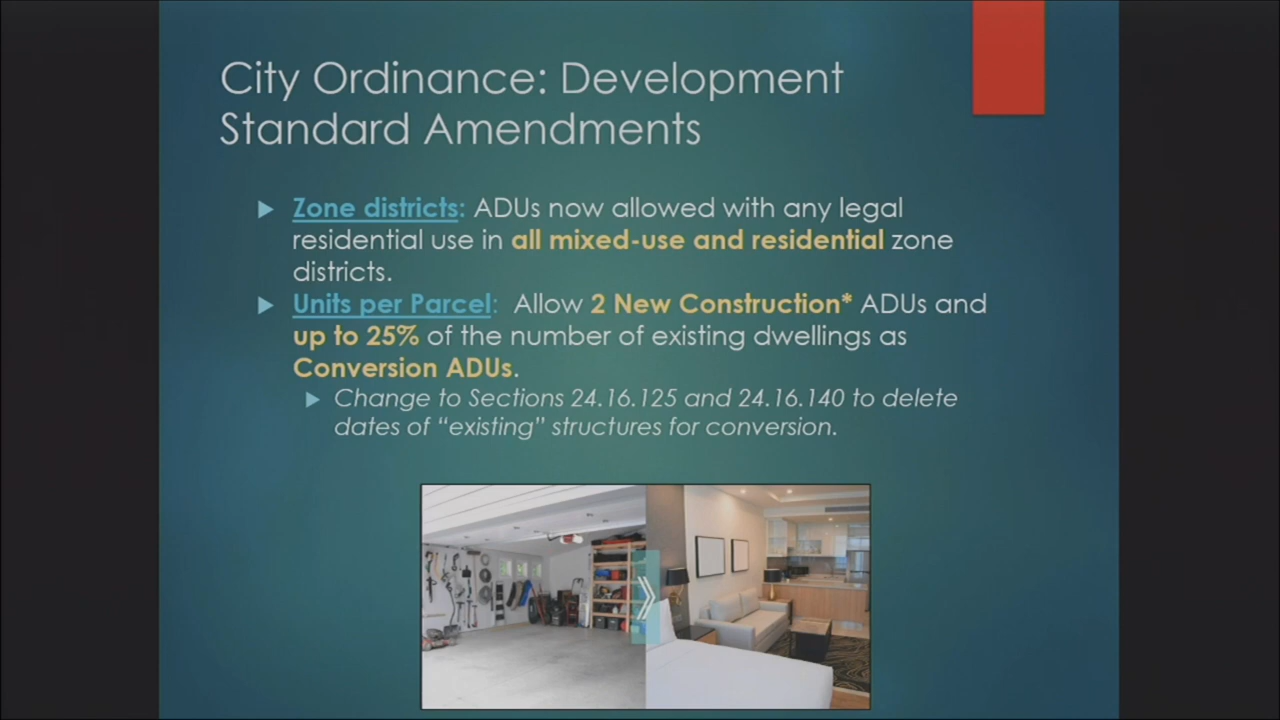 City Ordinance: Development
Standard Amendments
Zone districts: ADUs now allowed with any legal
residential use in all mixed-use and residential zone
districts.
Units per Parcel: Allow 2 New Construction* ADUs and
up to 25% of the number of existing dwellings as
Conversion ADUs.
Change to Sections 24.16.125 and 24.16.140 to delete
dates of “existing” structures for conversion.